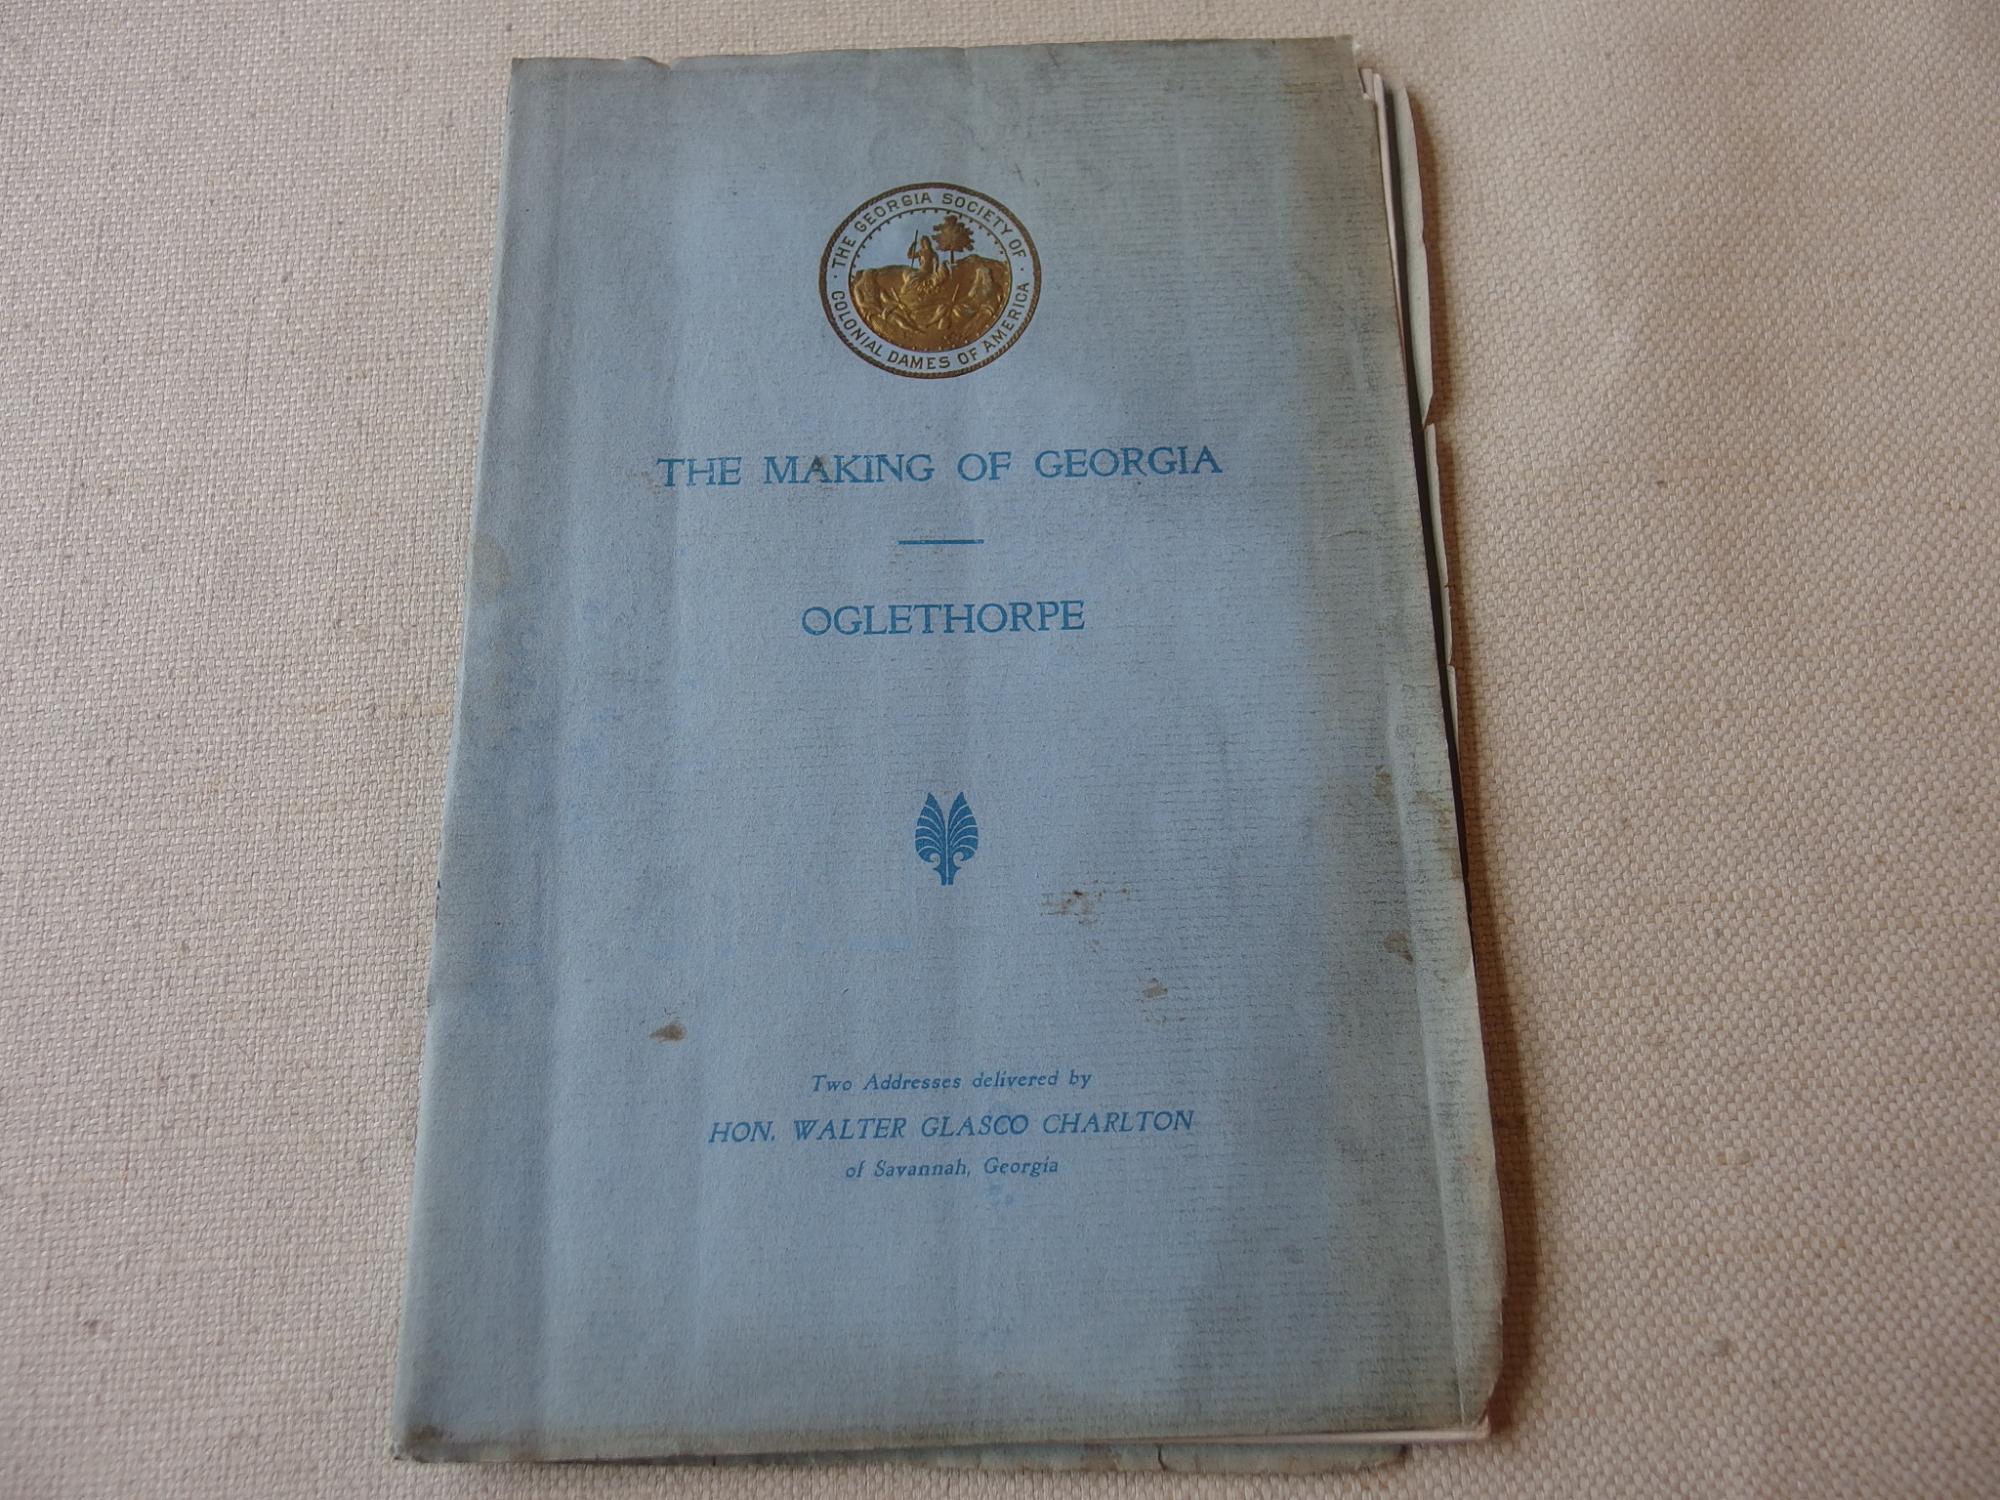 THE GEORGIA SOCIETY OF
COLONIAL DAMES OF AMERICA
THE MAKING OF GEORGIA
OGLETHORPE
Two Addresses delivered by
HON. WALTER GLASCO CHARLTON
of Savannah, Georgia